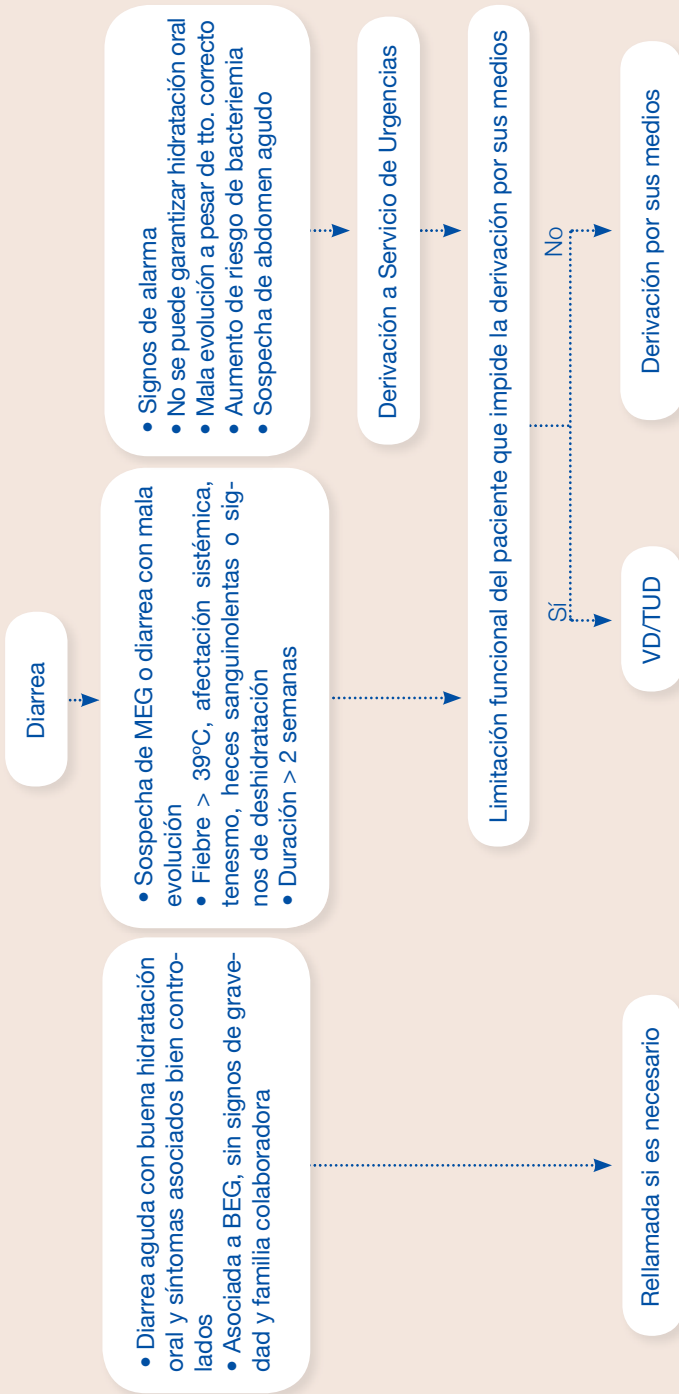 Diarrea
• Diarrea aguda con buena hidratación
oral y síntomas asociados bien contro-
lados
• Asociada a BEG, sin signos de grave-
dad y familia colaboradora
• Sospecha de MEG o diarrea con mala
evolución
• Fiebre > 39ºC, afectación sistémica,
tenesmo, heces sanguinolentas o sig-
nos de deshidratación
• Duración > 2 semanas
• Signos de alarma
• No se puede garantizar hidratación oral
• Mala evolución a pesar de tto. correcto
• Aumento de riesgo de bacteriemia
• Sospecha de abdomen agudo
Derivación a Servicio de Urgencias
Limitación funcional del paciente que impide la derivación por sus medios
Sí
No
Rellamada si es necesario
VD/TUD
Derivación por sus medios